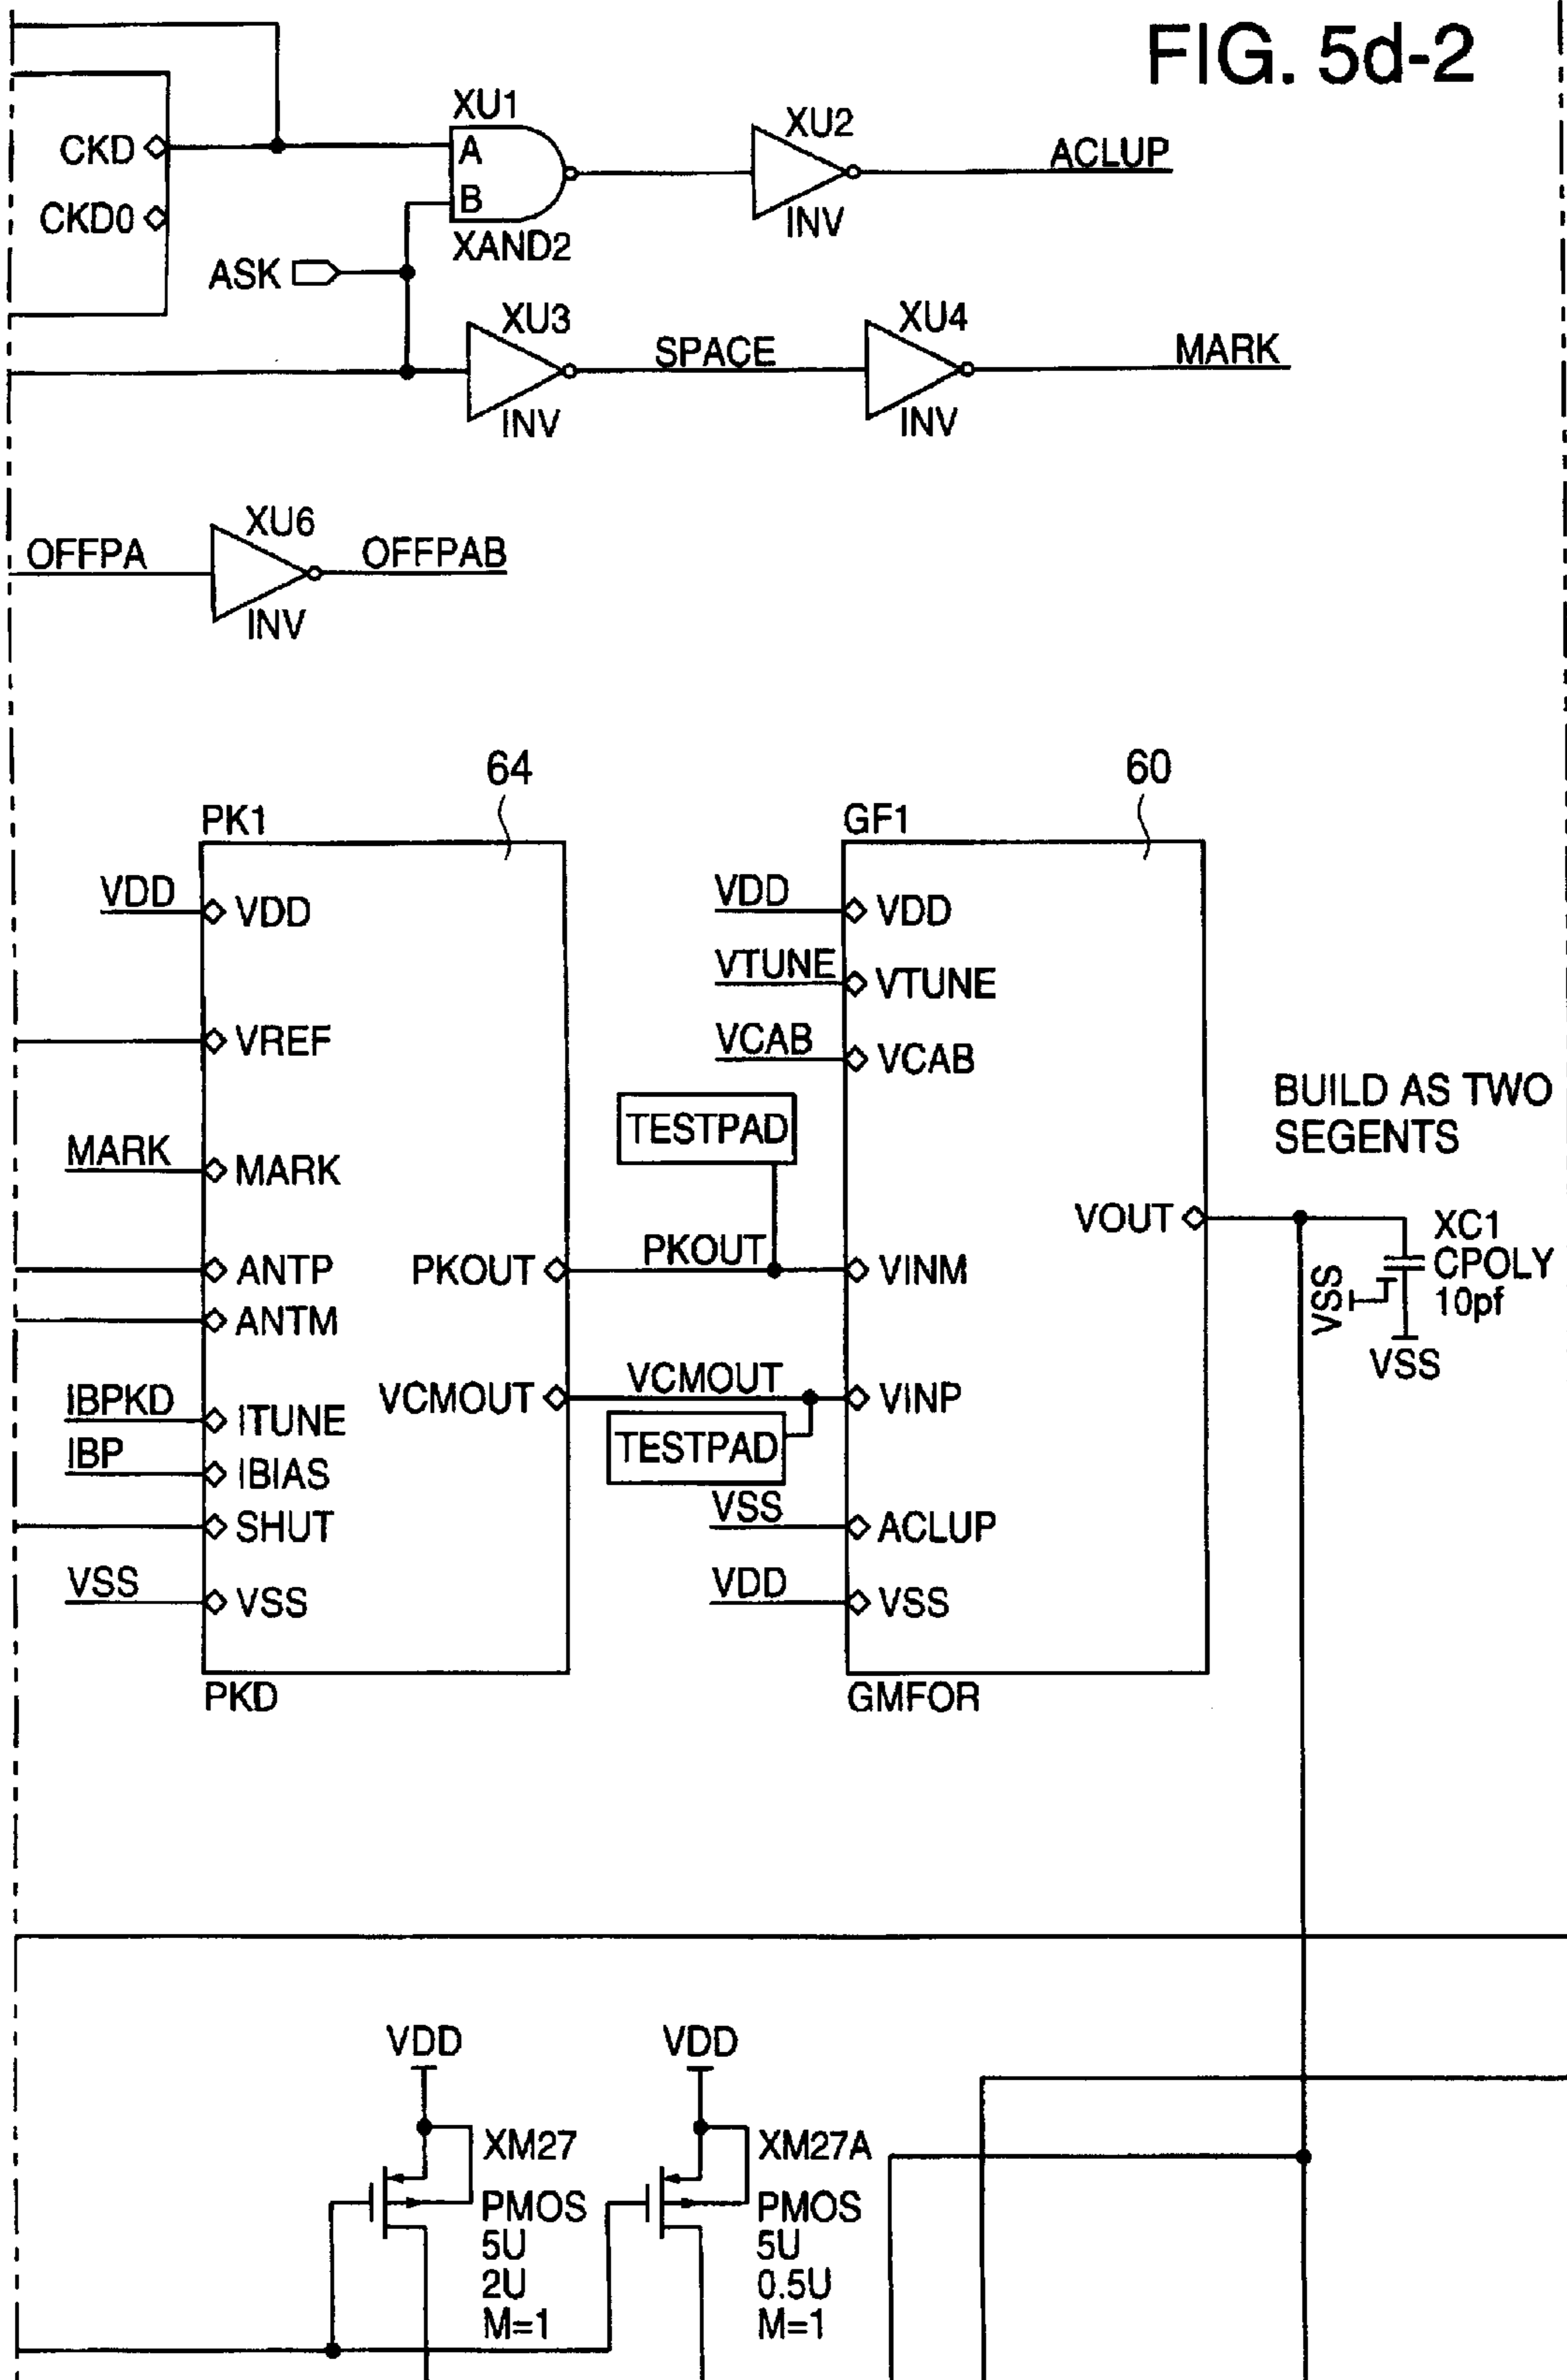 FIG. 5d-2
XU1
CKD
A
XU2
ACLUP
CKD0
B
XAND2
INV
ASK
XU3
SPACE
XU4
MARK
INV
INV
OFFPA
XU6
OFFPAB
INV
64
60
PK1
GF1
VDD
VDD
VDD
VDD
VTUNE
VTUNE
VREF
VCAB
VCAB
BUILD AS TWO
SEGENTS
TESTPAD
MARK
MARK
VOUT
XC1
CPOLY
10pf
VSS
VSS
ANTP
PKOUT
PKOUT
VINM
ANTM
IBPKD
ITUNE
VCMOUT
VCMOUT
VINP
TESTPAD
IBP
IBIAS
SHUT
VSS
ACLUP
VSS
VSS
VDD
VSS
PKD
GMFOR
VDD
VDD
XM27
PMOS
5U
2U
M=1
XM27A
PMOS
5U
0.5U
M=1